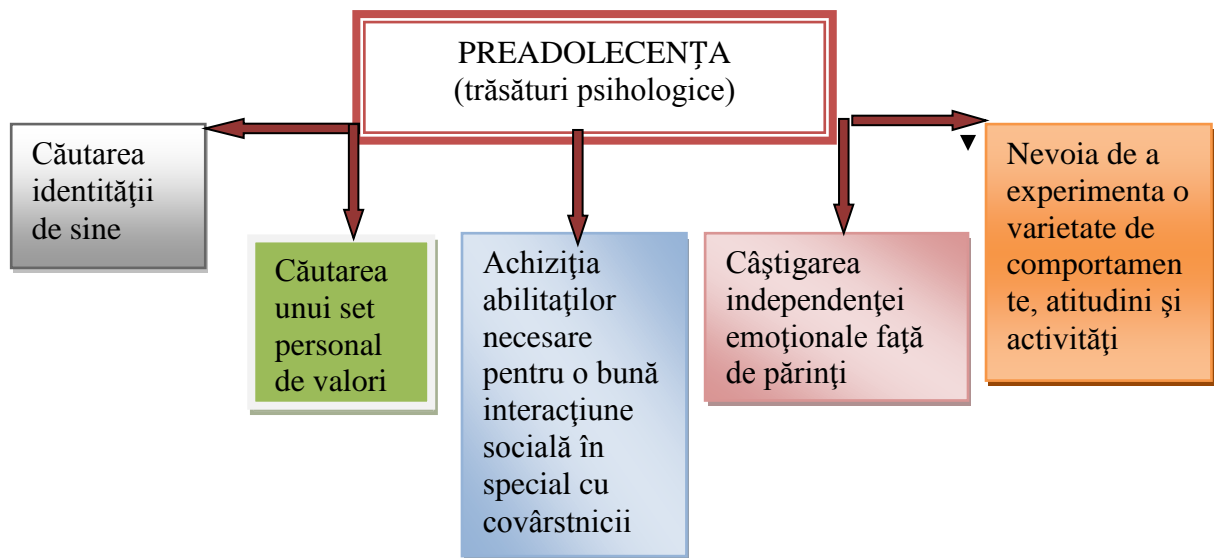 PREADOLECENȚA
(trăsături psihologice)
Căutarea
identităţii
de sine
Căutarea
unui set
personal
de valori
Achiziţia
abilitaţilor
necesare
pentru o bună
interacţiune
socială în
special cu
covârstnicii
Câştigarea
independenţei
emoţionale faţă
de părinţi
Nevoia de a
experimenta o
varietate de
comportamen
te, atitudini şi
activităţi